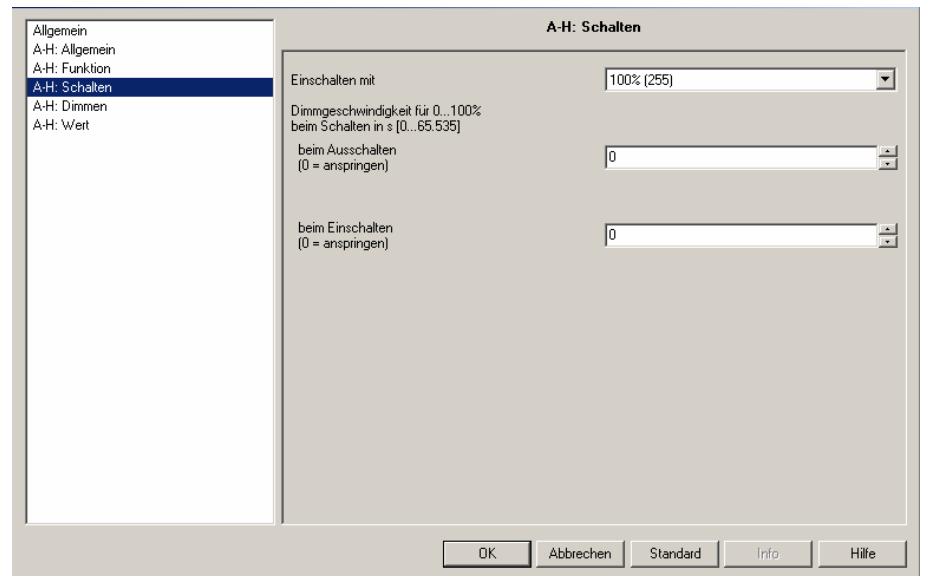 Allgemein
A-H: Allgemein
A-H: Funktion
A-H: Schalten
A-H: Dimmen
A-H: Wert
A-H: Schalten
Einschalten mit
100% (255)
Dimmgeschwindigkeit für 0...100%
beim Schalten in s [0...65.535]
beim Ausschalten
(0 = anspringen)
0
beim Einschalten
(0 = anspringen)
0
OK
Abbrechen
Standard
Info
Hilfe